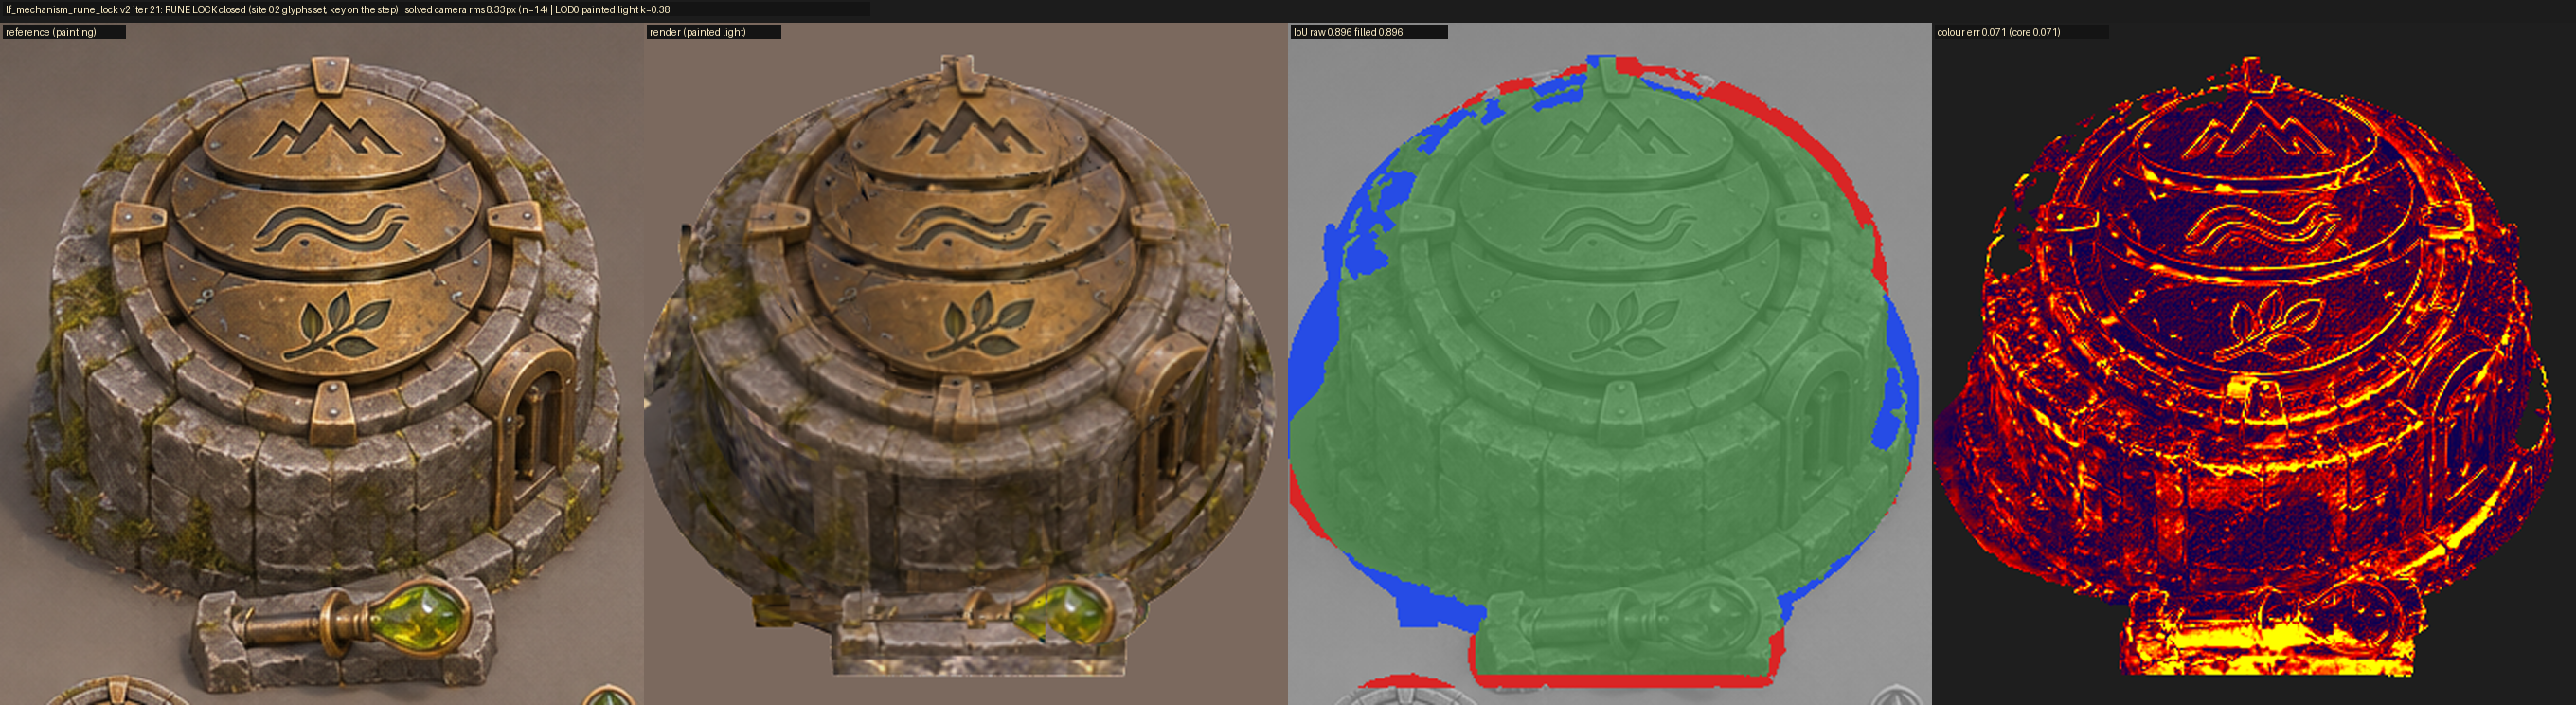 lf_mechanism_rune_lock v2 iter 21: RUNE LOCK closed (site 02 glyphs set, key on the step) | solved camera rms 8.33px (n=14) | LOD0 painted light k=0.38
reference (painting)
render (painted light)
IoU raw 0.896 filled 0.896
colour err 0.071 (core 0.071)